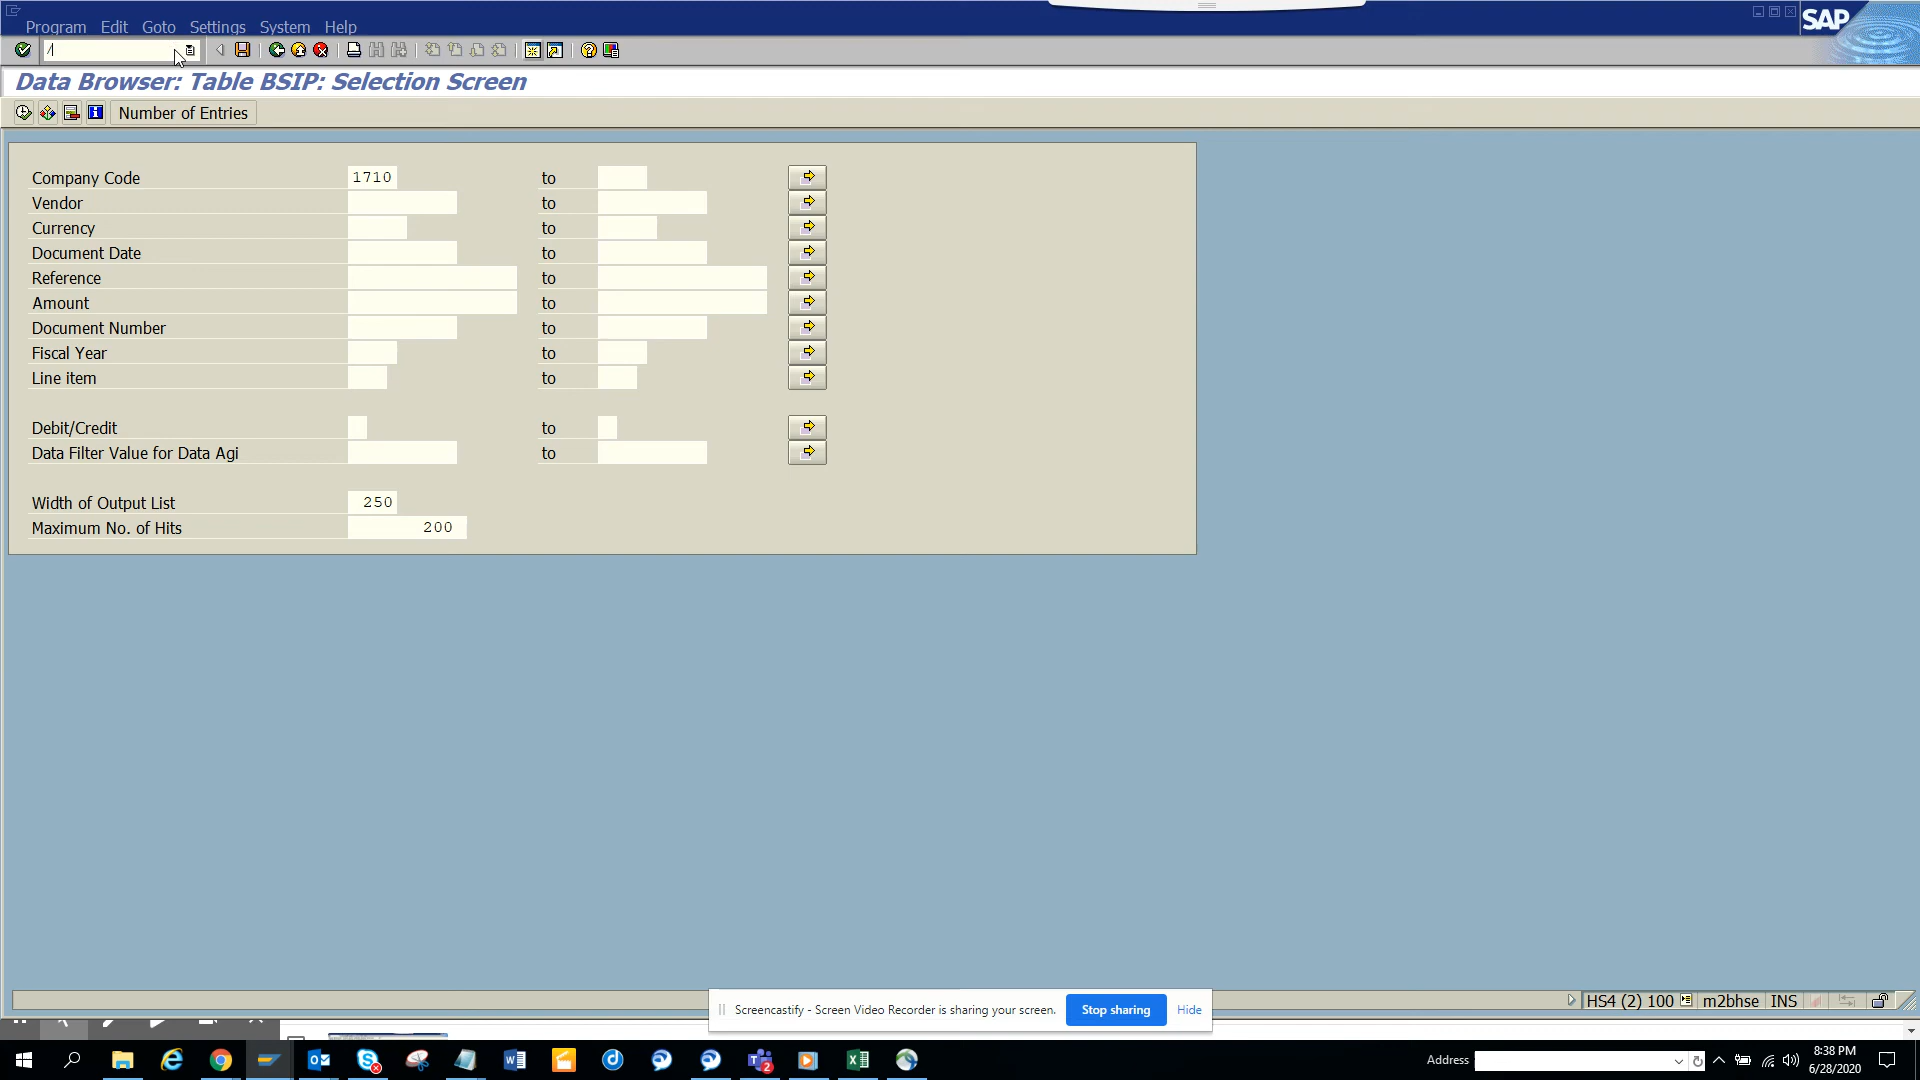 Program Edit Goto Settings System Help
SAP
/
Data Browser: Table BSIP: Selection Screen
Number of Entries
Company Code 1710 to
Vendor to
Currency to
Document Date to
Reference to
Amount to
Document Number to
Fiscal Year to
Line item to
Debit/Credit to
Data Filter Value for Data Agi to
Width of Output List 250
Maximum No. of Hits 200
HS4 (2) 100 m2bhse INS
Screencastify - Screen Video Recorder is sharing your screen. Stop sharing Hide
Address
8:38 PM
6/28/2020